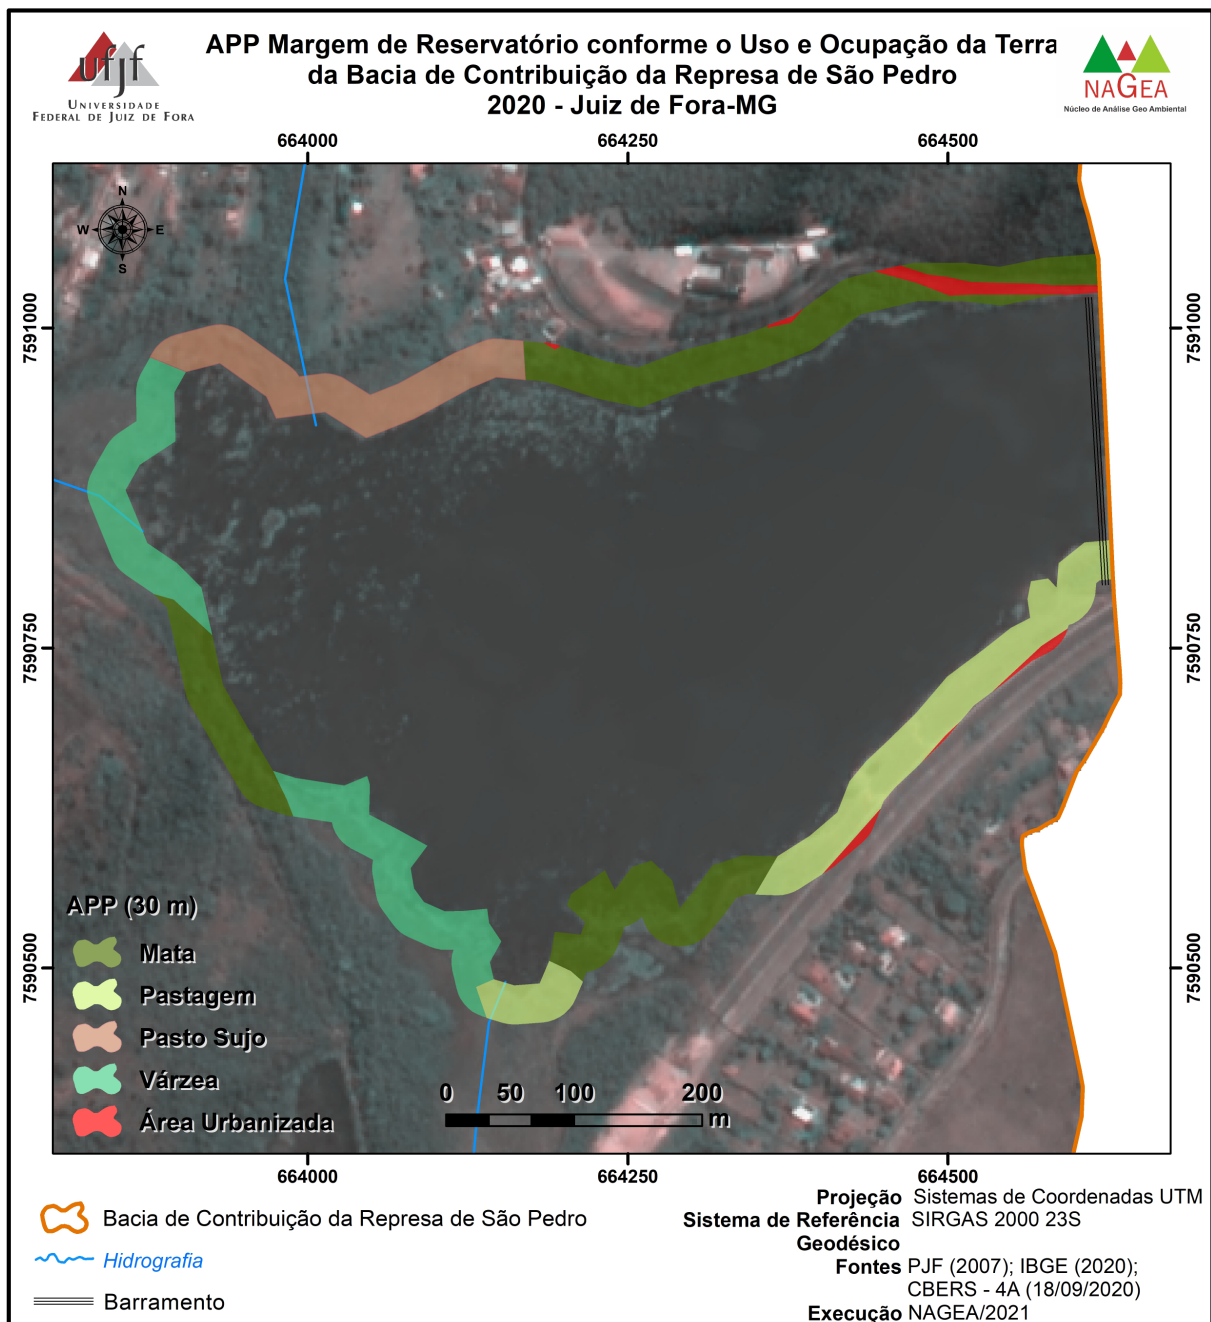 ufjf
UNIVERSIDADE
FEDERAL DE JUIZ DE FORA
APP Margem de Reservatório conforme o Uso e Ocupação da Terra
da Bacia de Contribuição da Represa de São Pedro
2020 - Juiz de Fora-MG
NAGEA
Núcleo de Análise Geo Ambiental
664000 664250 664500
N
W E
S
7591000 7591000
7590750 7590750
7590500 7590500
APP (30 m)
Mata
Pastagem
Pasto Sujo
Várzea
Área Urbanizada
0 50 100 200
m
664000 664250 664500
Bacia de Contribuição da Represa de São Pedro
Hidrografia
Barramento
Projeção Sistemas de Coordenadas UTM
Sistema de Referência SIRGAS 2000 23S
Geodésico
Fontes PJF (2007); IBGE (2020);
CBERS - 4A (18/09/2020)
Execução NAGEA/2021